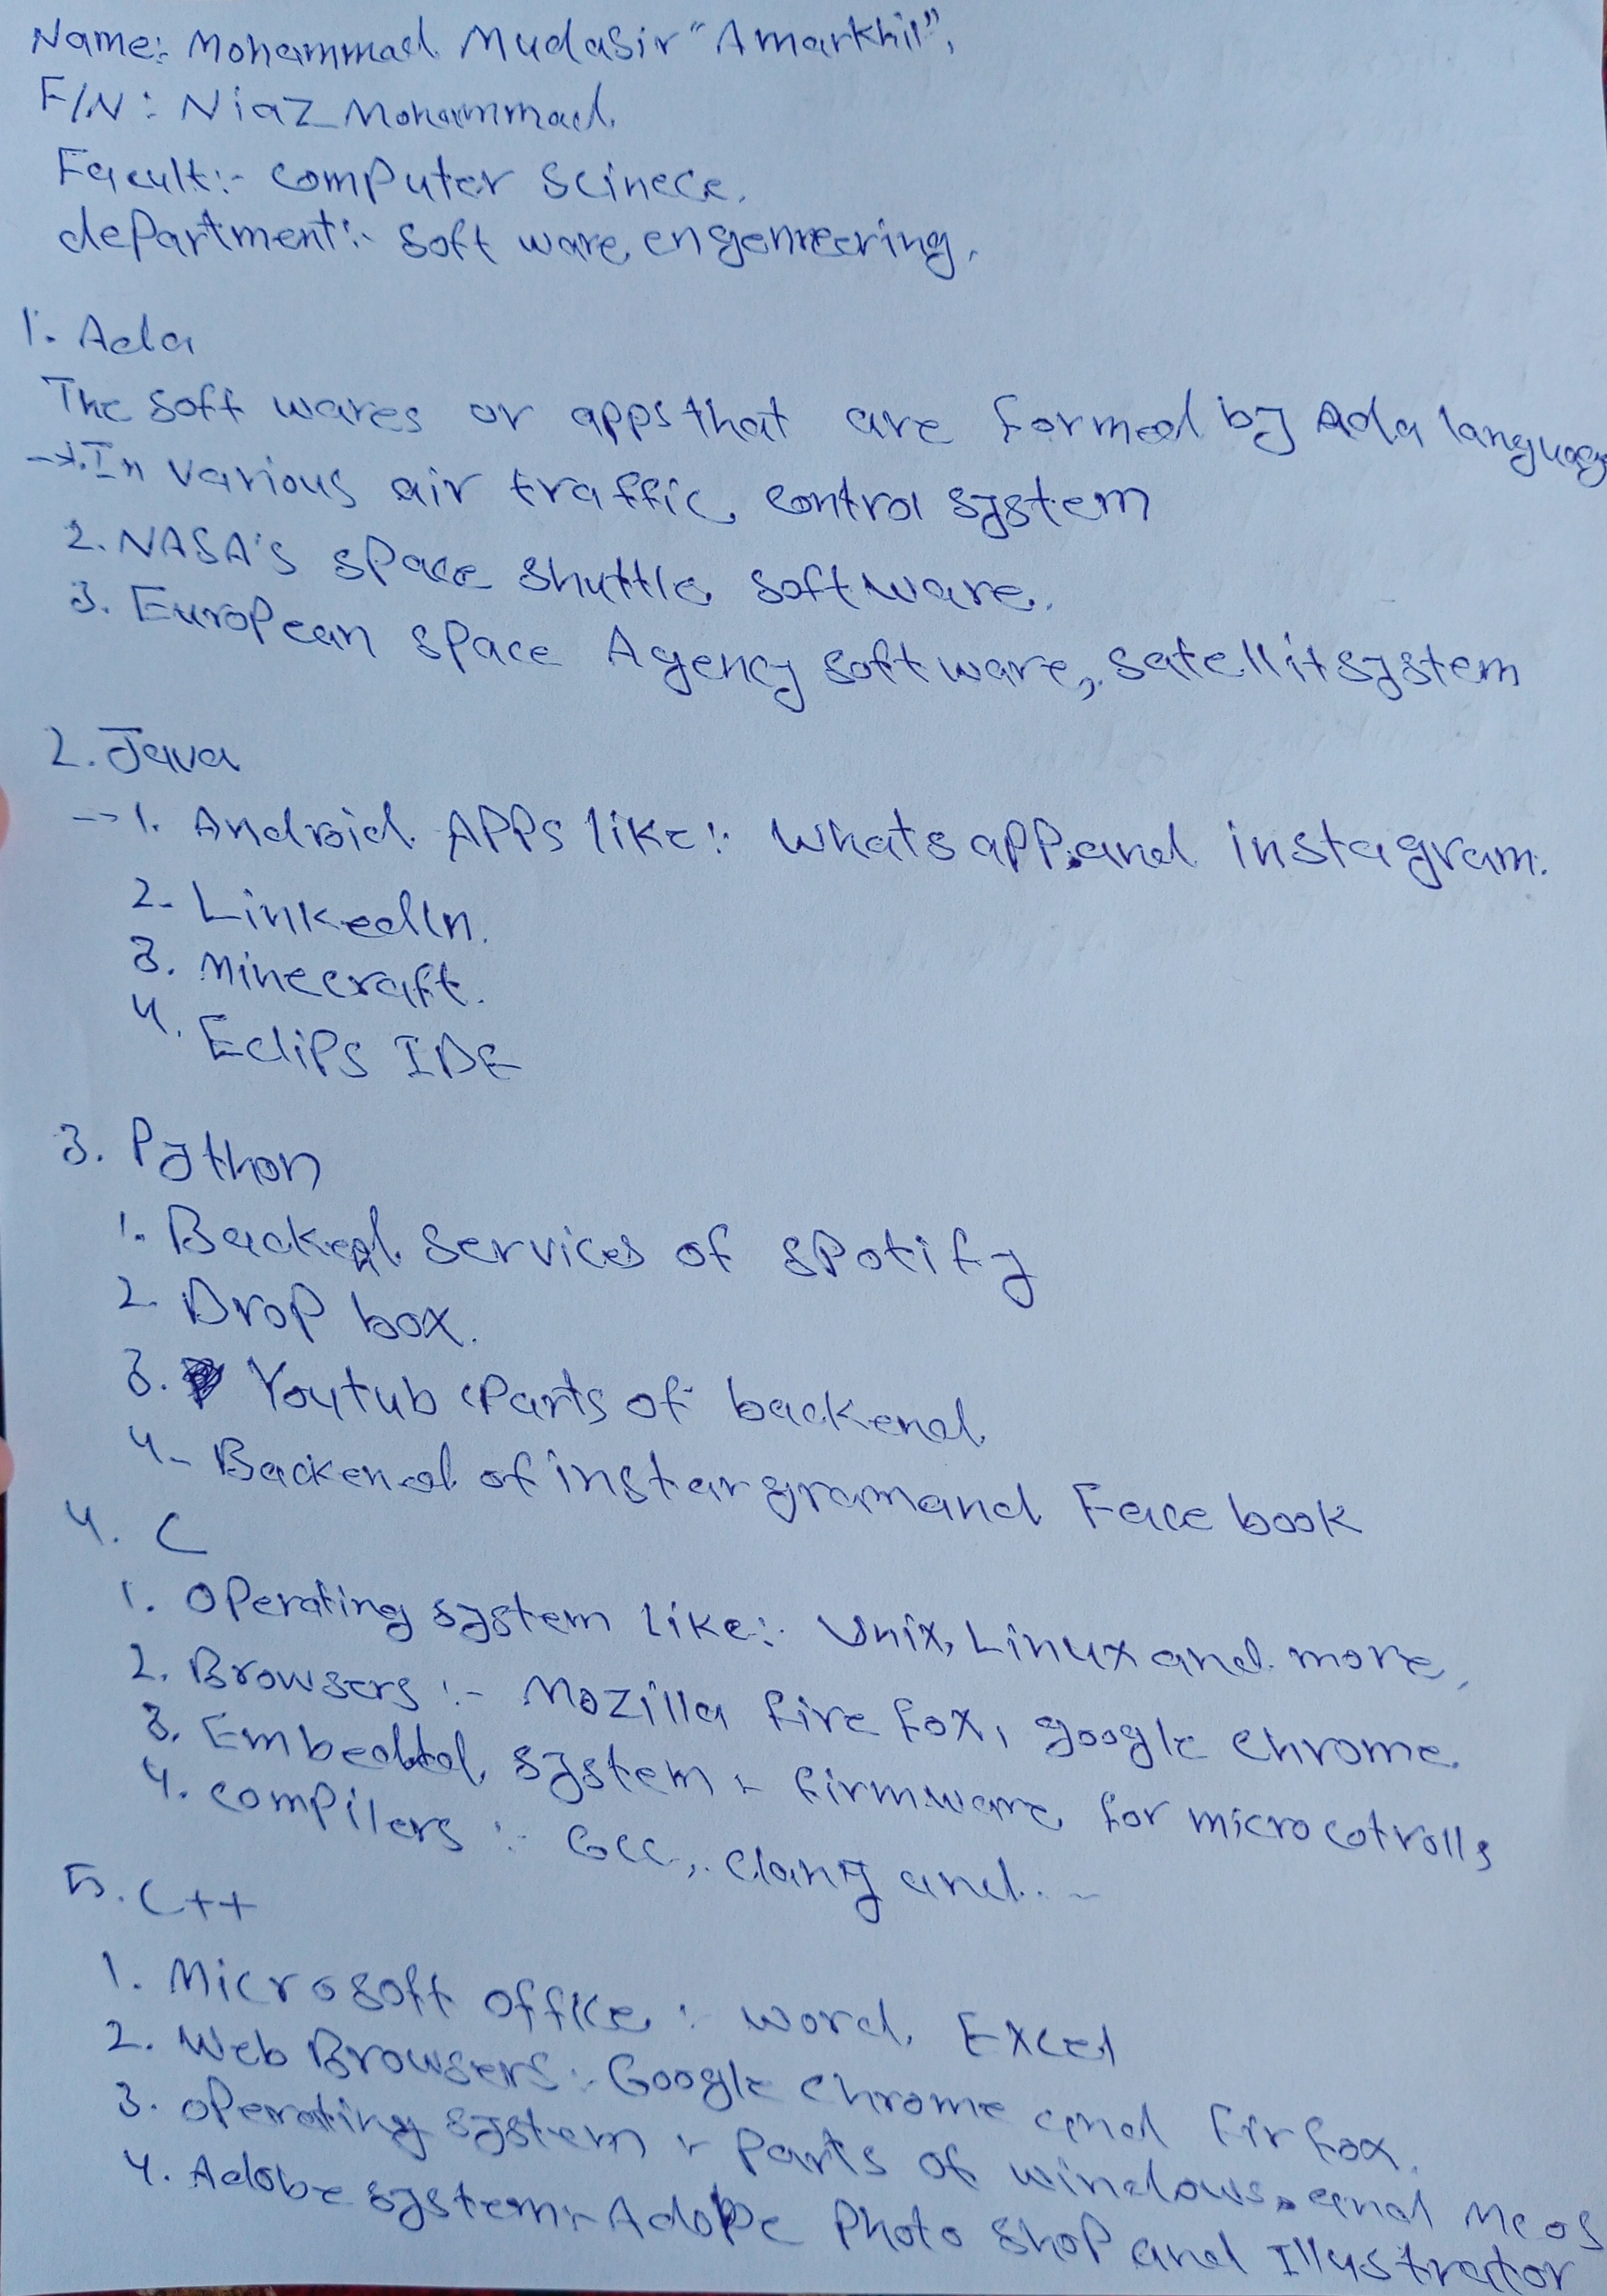 Name: Mohammad Mudasir "Amarkhil",
F/N: Niaz Mohammad.
Facult:- computer scinece.
department:- soft ware engenreering.
1. Ada
The soft wares or apps that are formed by Ada language
→1. In various air traffic control system
2. NASA's space shuttle software.
3. European space Agency software, satellit system
2. Java
→1. Android APPs like:- Whatsapp and instagram.
2- LinkedIn.
3. minecraft.
4. Eclips IDE
3. Python
1. Backend services of spotify
2 Drop box.
3. Youtub parts of backend
4- Backend of instargramand Face book
4. C
1. operating system like:- Unix, Linux and more,
2. Browsers :- Mozilla fire fox, google chrome.
3. Embedded system :- firmware for micro cotrolls
4. compilers :- Gcc, clang and...
5. C++
1. Microsoft office :- word, Excel
2. Web Browsers:- Google chrome and firfox.
3. operating system :- Parts of windows and Mcos
4. Adobe system:- Adobe Photo shop and Illustrator